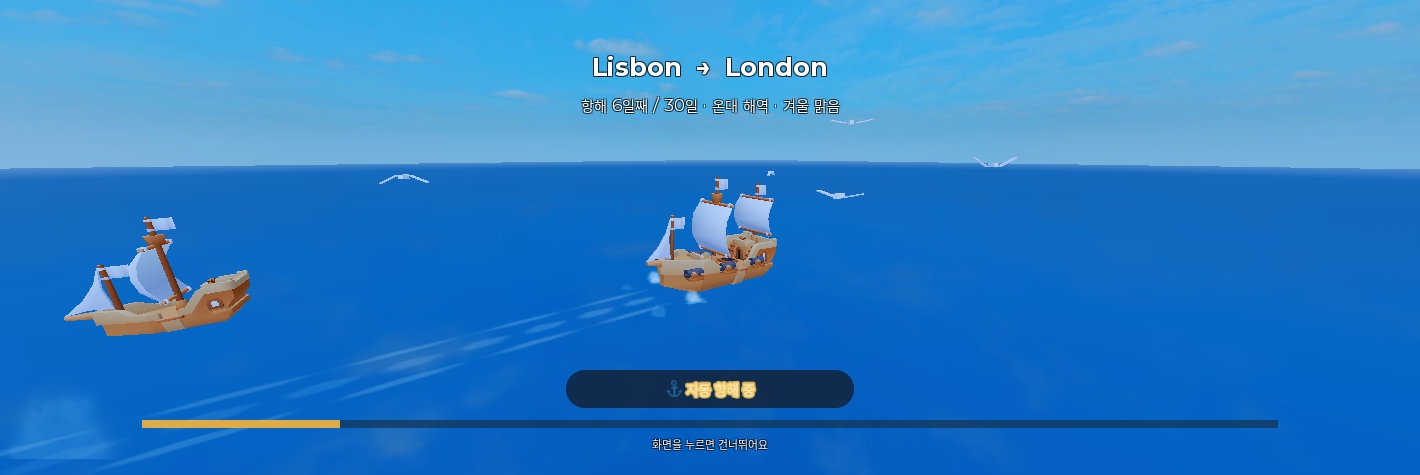 Lisbon → London
항해 6일째 / 30일 · 온대 해역 · 겨울 맑음
⚓ 자동 항해 중
화면을 누르면 건너뛰어요